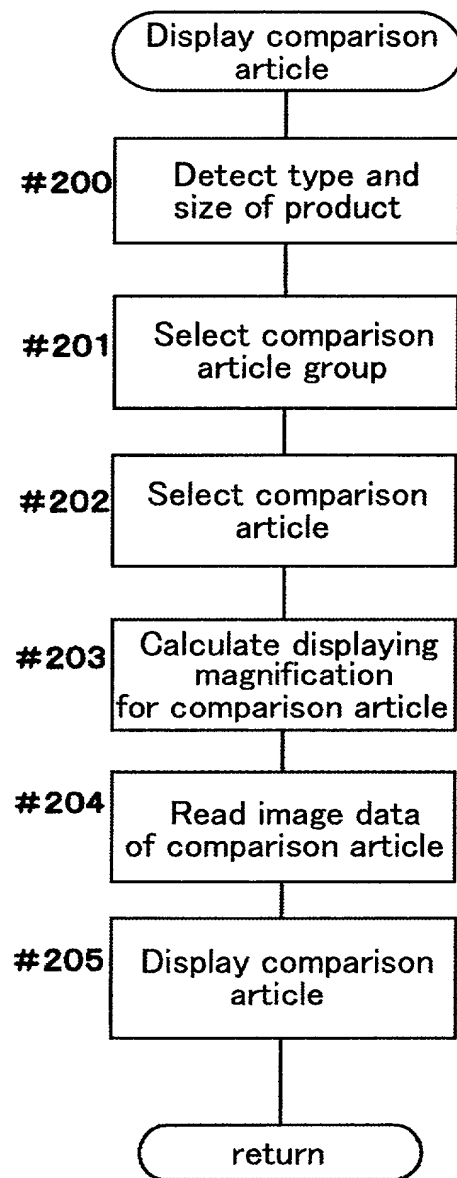 Display comparison
article
#200
Detect type and
size of product
#201
Select comparison
article group
#202
Select comparison
article
#203
Calculate displaying
magnification
for comparison article
#204
Read image data
of comparison article
#205
Display comparison
article
return